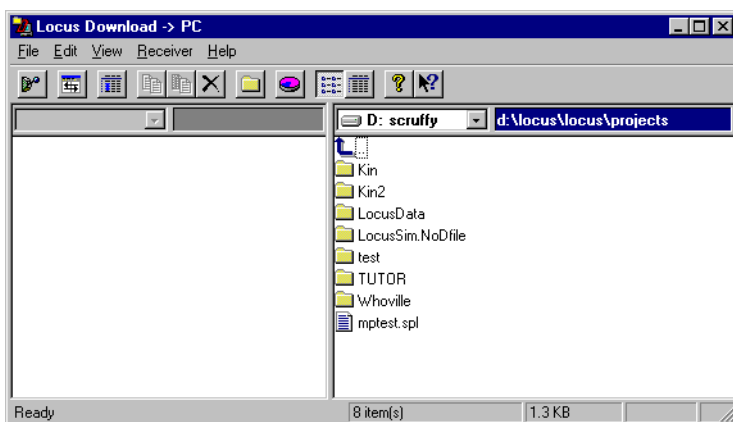 Locus Download -> PC
File Edit View Receiver Help
D: scruffy d:\locus\locus\projects
..
Kin
Kin2
LocusData
LocusSim.NoDfile
test
TUTOR
Whoville
mptest.spl
Ready 8 item(s) 1.3 KB